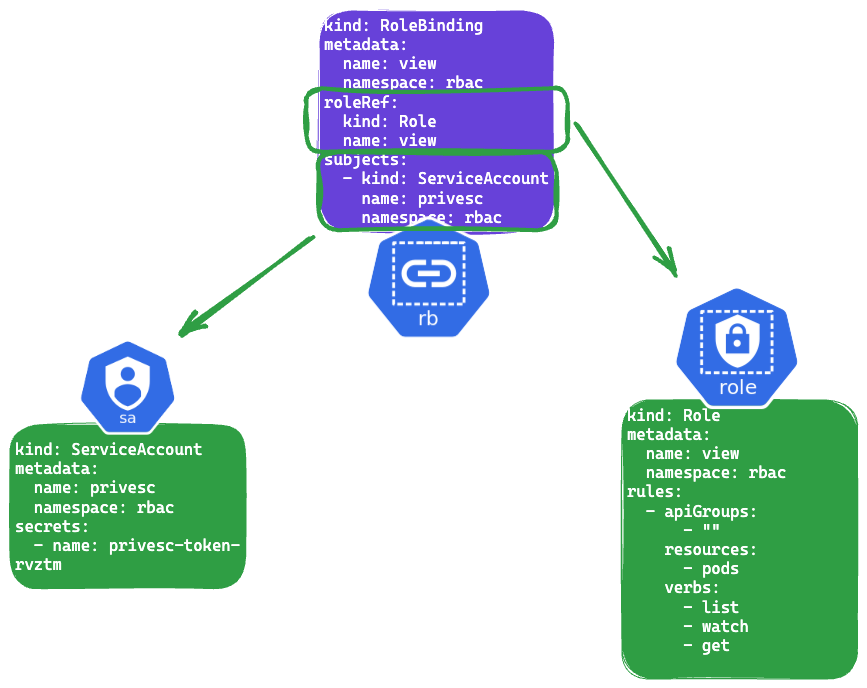 kind: RoleBinding
metadata:
  name: view
  namespace: rbac
roleRef:
  kind: Role
  name: view
subjects:
  - kind: ServiceAccount
    name: privesc
    namespace: rbac
rb
sa
kind: ServiceAccount
metadata:
  name: privesc
  namespace: rbac
secrets:
  - name: privesc-token-
rvztm
role
kind: Role
metadata:
  name: view
  namespace: rbac
rules:
  - apiGroups:
      - ""
    resources:
      - pods
    verbs:
      - list
      - watch
      - get